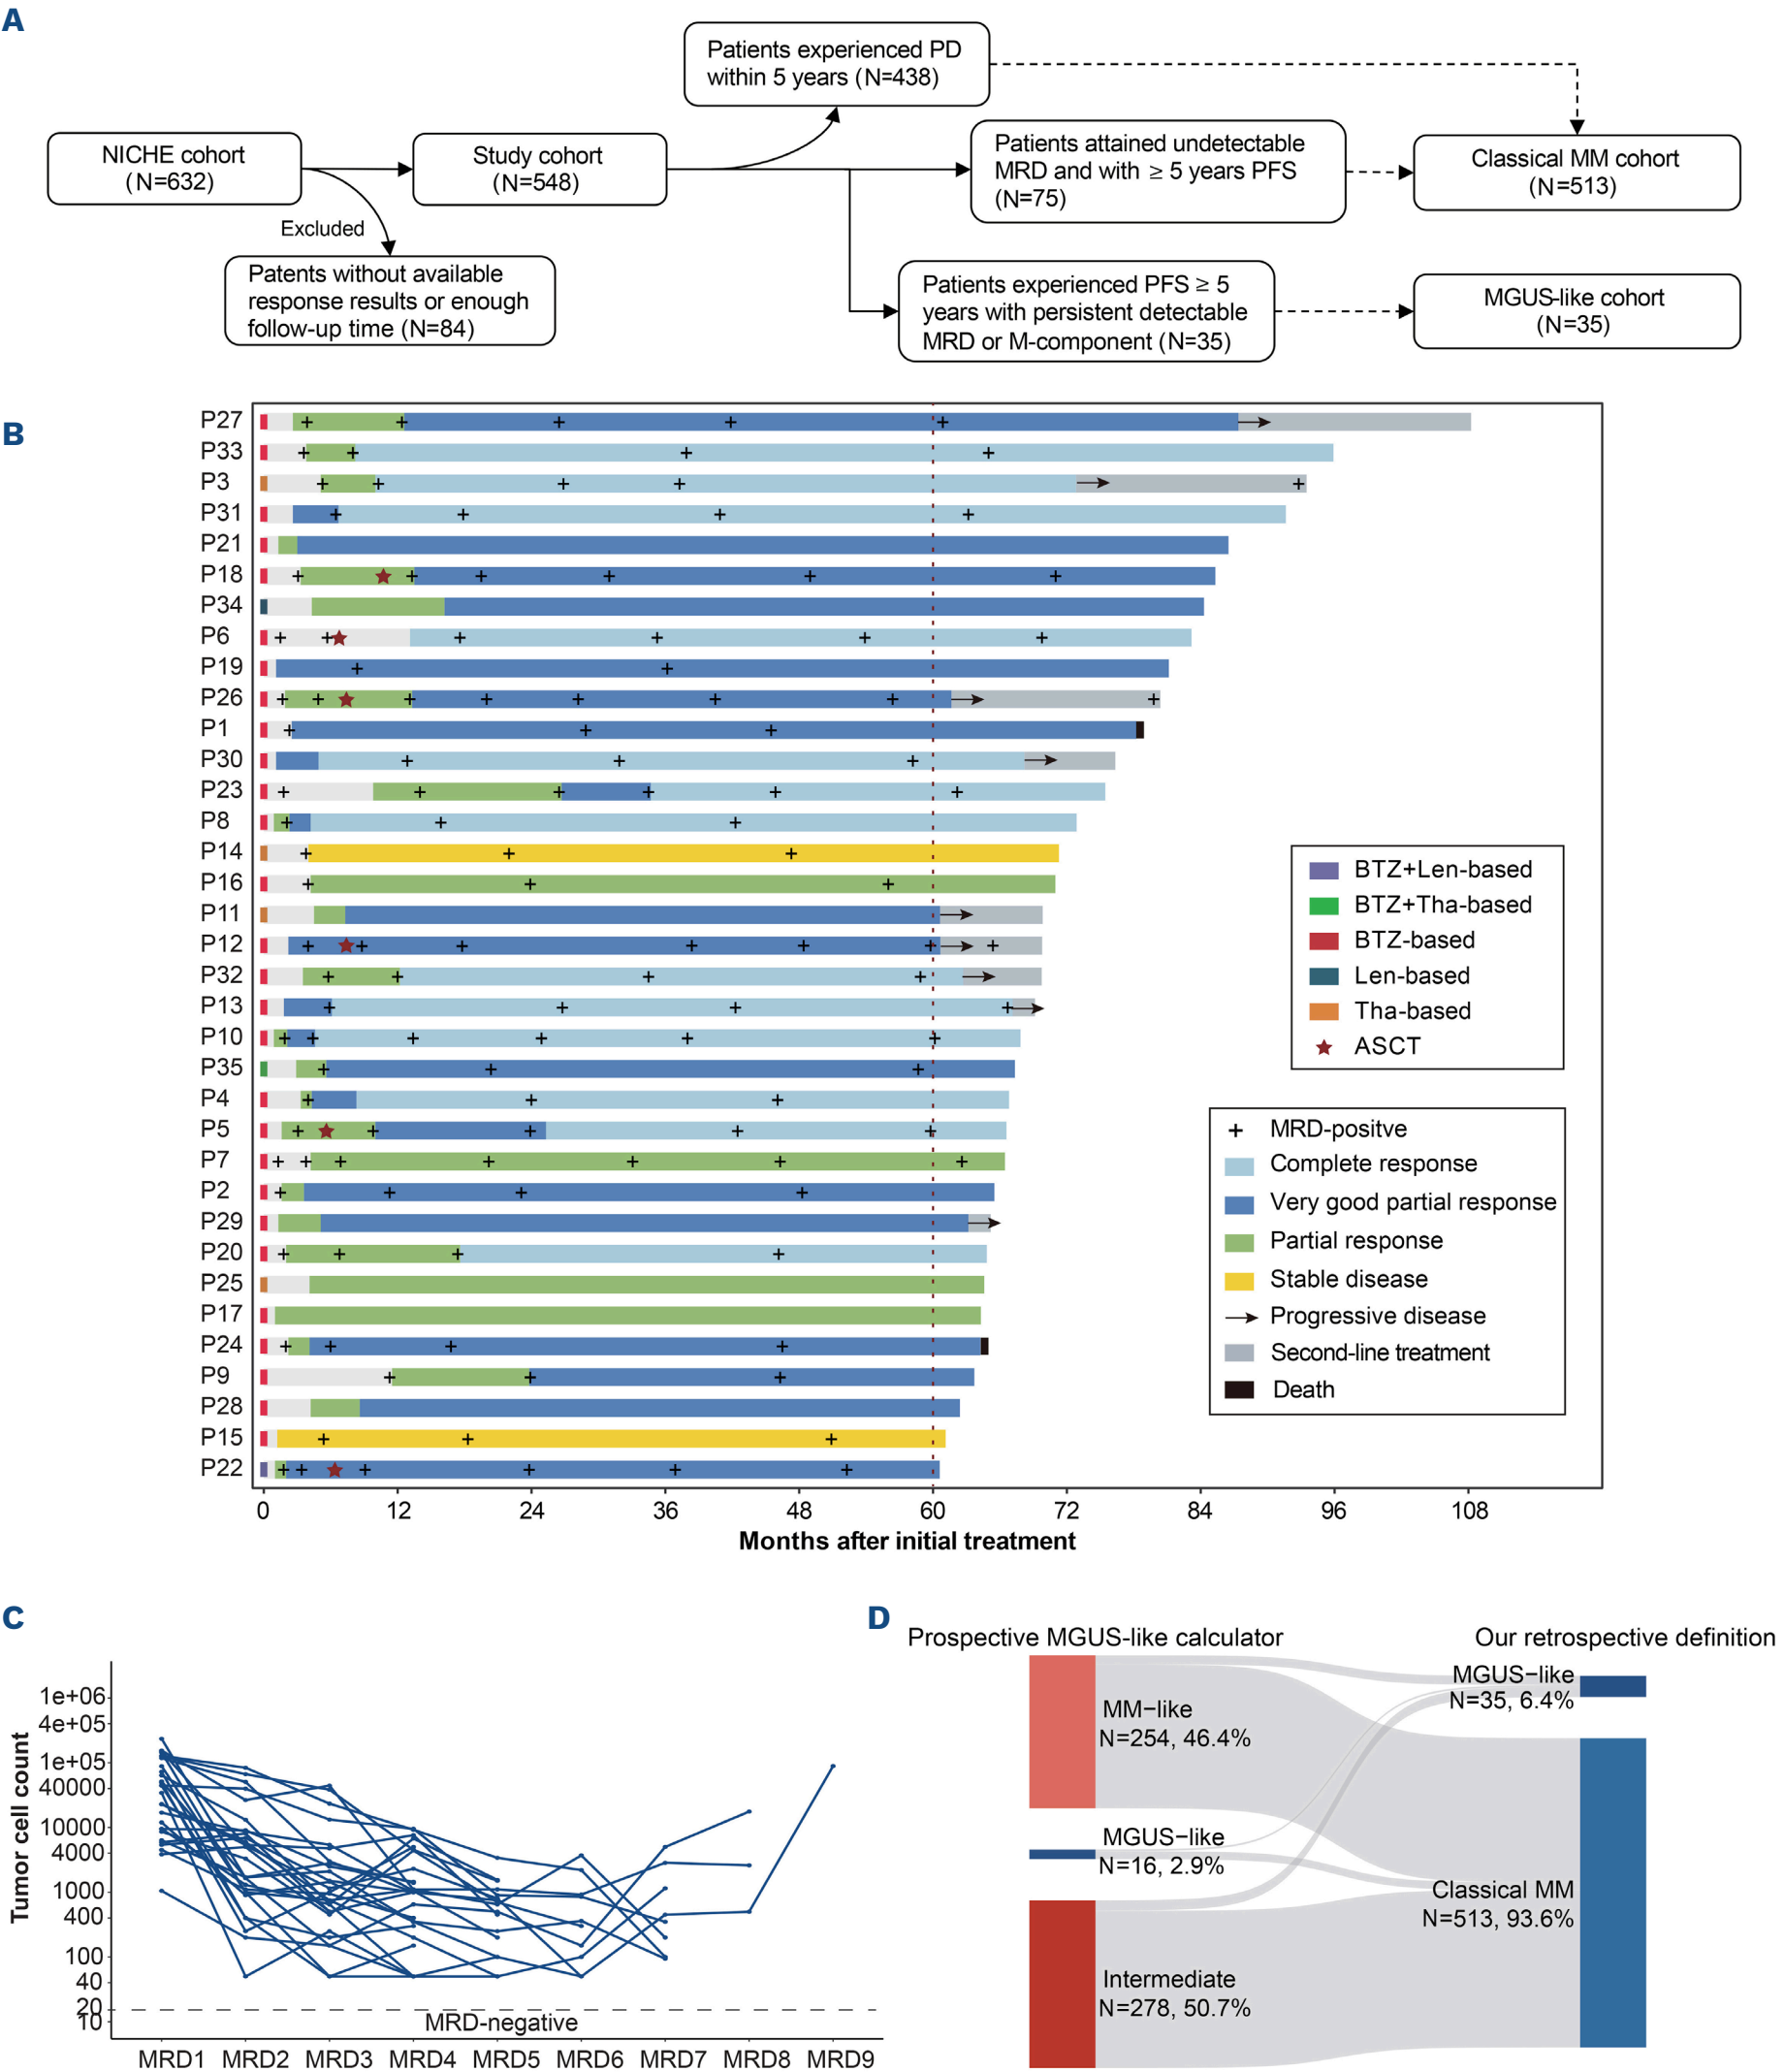 A
NICHE cohort
(N=632)
Excluded
Patents without available
response results or enough
follow-up time (N=84)
Study cohort
(N=548)
Patients experienced PD
within 5 years (N=438)
Patients attained undetectable
MRD and with ≥ 5 years PFS
(N=75)
Patients experienced PFS ≥ 5
years with persistent detectable
MRD or M-component (N=35)
Classical MM cohort
(N=513)
MGUS-like cohort
(N=35)
B
P27
P33
P3
P31
P21
P18
P34
P6
P19
P26
P1
P30
P23
P8
P14
P16
P11
P12
P32
P13
P10
P35
P4
P5
P7
P2
P29
P20
P25
P17
P24
P9
P28
P15
P22
0 12 24 36 48 60 72 84 96 108
Months after initial treatment
BTZ+Len-based
BTZ+Tha-based
BTZ-based
Len-based
Tha-based
ASCT
MRD-positve
Complete response
Very good partial response
Partial response
Stable disease
Progressive disease
Second-line treatment
Death
C
Tumor cell count
1e+06
4e+05
1e+05
40000
10000
4000
1000
400
100
40
20
10
MRD-negative
MRD1 MRD2 MRD3 MRD4 MRD5 MRD6 MRD7 MRD8 MRD9
D
Prospective MGUS-like calculator
Our retrospective definition
MM−like
N=254, 46.4%
MGUS−like
N=16, 2.9%
Intermediate
N=278, 50.7%
MGUS−like
N=35, 6.4%
Classical MM
N=513, 93.6%